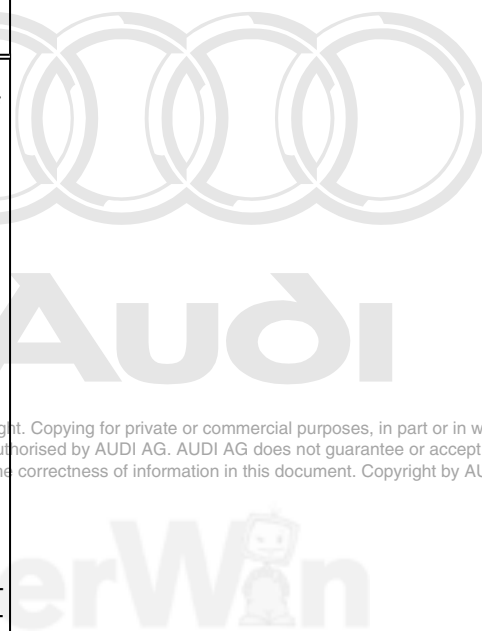 Audi
ght. Copying for private or commercial purposes, in part or in w
uthorised by AUDI AG. AUDI AG does not guarantee or accept
e correctness of information in this document. Copyright by AU
erWin